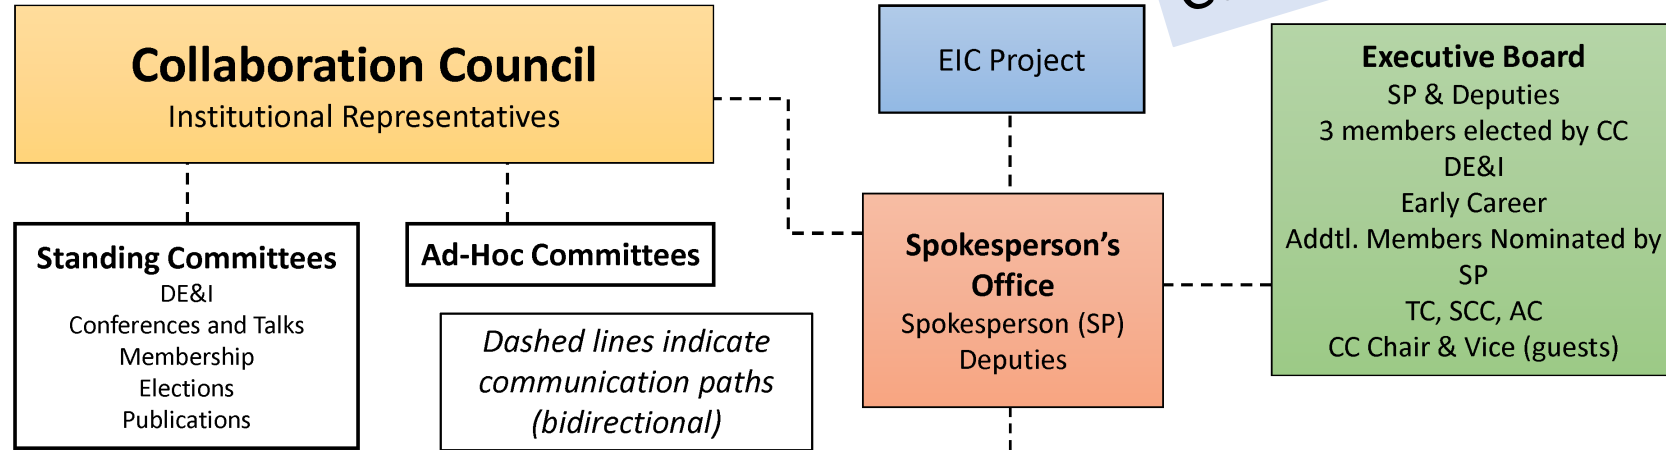 Collaboration Council
Institutional Representatives
EIC Project
Executive Board
SP & Deputies
3 members elected by CC
DE&I
Early Career
Addtl. Members Nominated by
SP
TC, SCC, AC
CC Chair & Vice (guests)
Standing Committees
DE&I
Conferences and Talks
Membership
Elections
Publications
Ad-Hoc Committees
Dashed lines indicate
communication paths
(bidirectional)
Spokesperson’s
Office
Spokesperson (SP)
Deputies